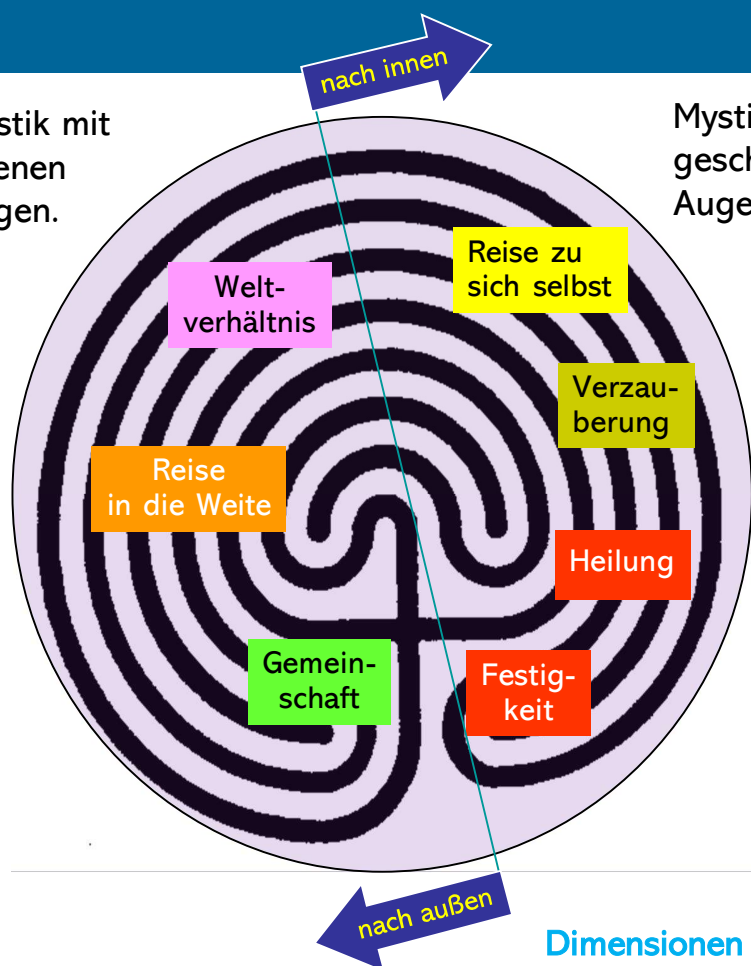 nach innen
stik mit
enen
gen.
Mysti
gesch
Auge
Reise zu
sich selbst
Welt-
verhältnis
Verzau-
berung
Reise
in die Weite
Heilung
Gemein-
schaft
Festig-
keit
nach außen
Dimensionen